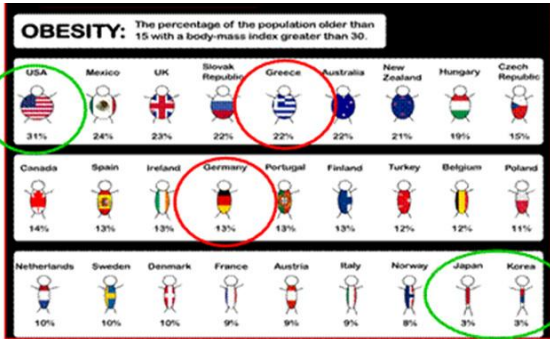 OBESITY: The percentage of the population older than
15 with a body-mass index greater than 30.
USA Mexico UK Slovak Republic Greece Australia New Zealand Hungary Czech Republic
31% 24% 23% 22% 22% 22% 21% 19% 15%
Canada Spain Ireland Germany Portugal Finland Turkey Belgium Poland
14% 13% 13% 13% 13% 13% 12% 12% 11%
Netherlands Sweden Denmark France Austria Italy Norway Japan Korea
10% 10% 10% 9% 9% 9% 8% 3% 3%